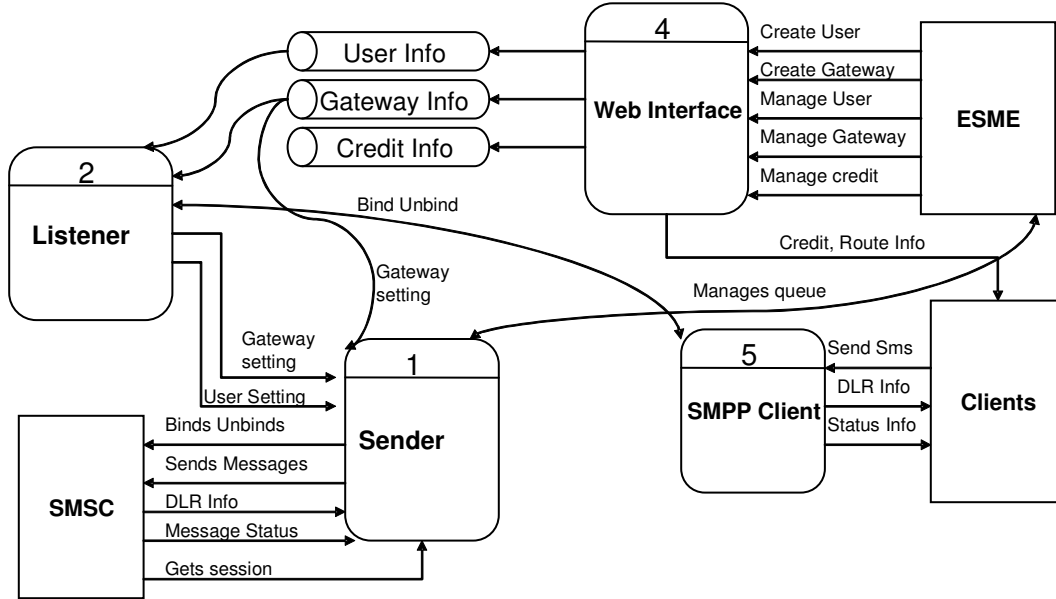 4
Create User
User Info
Create Gateway
Gateway Info
Web Interface
Manage User
ESME
Manage Gateway
Credit Info
2
Manage credit
Bind Unbind
Listener
Credit, Route Info
Gateway
setting
Manages queue
Gateway
setting
1
5
Send Sms
User Setting
DLR Info
SMPP Client
Clients
Binds Unbinds
Sender
Status Info
Sends Messages
DLR Info
SMSC
Message Status
Gets session